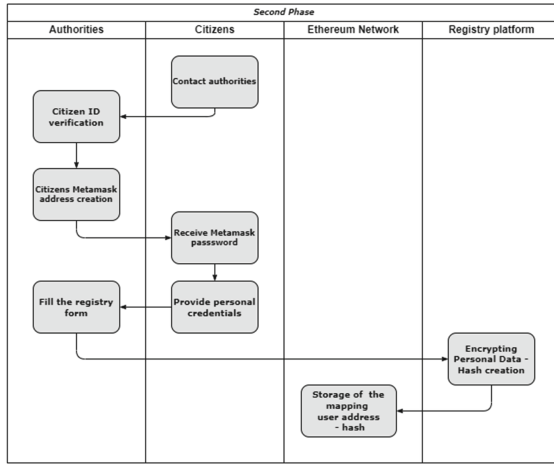 Second Phase
Authorities
Citizens
Ethereum Network
Registry platform
Contact authorities
Citizen ID
verification
Citizens Metamask
address creation
Receive Metamask
passsword
Provide personal
credentials
Fill the registry
form
Encrypting
Personal Data -
Hash creation
Storage of the
mapping
user address
- hash